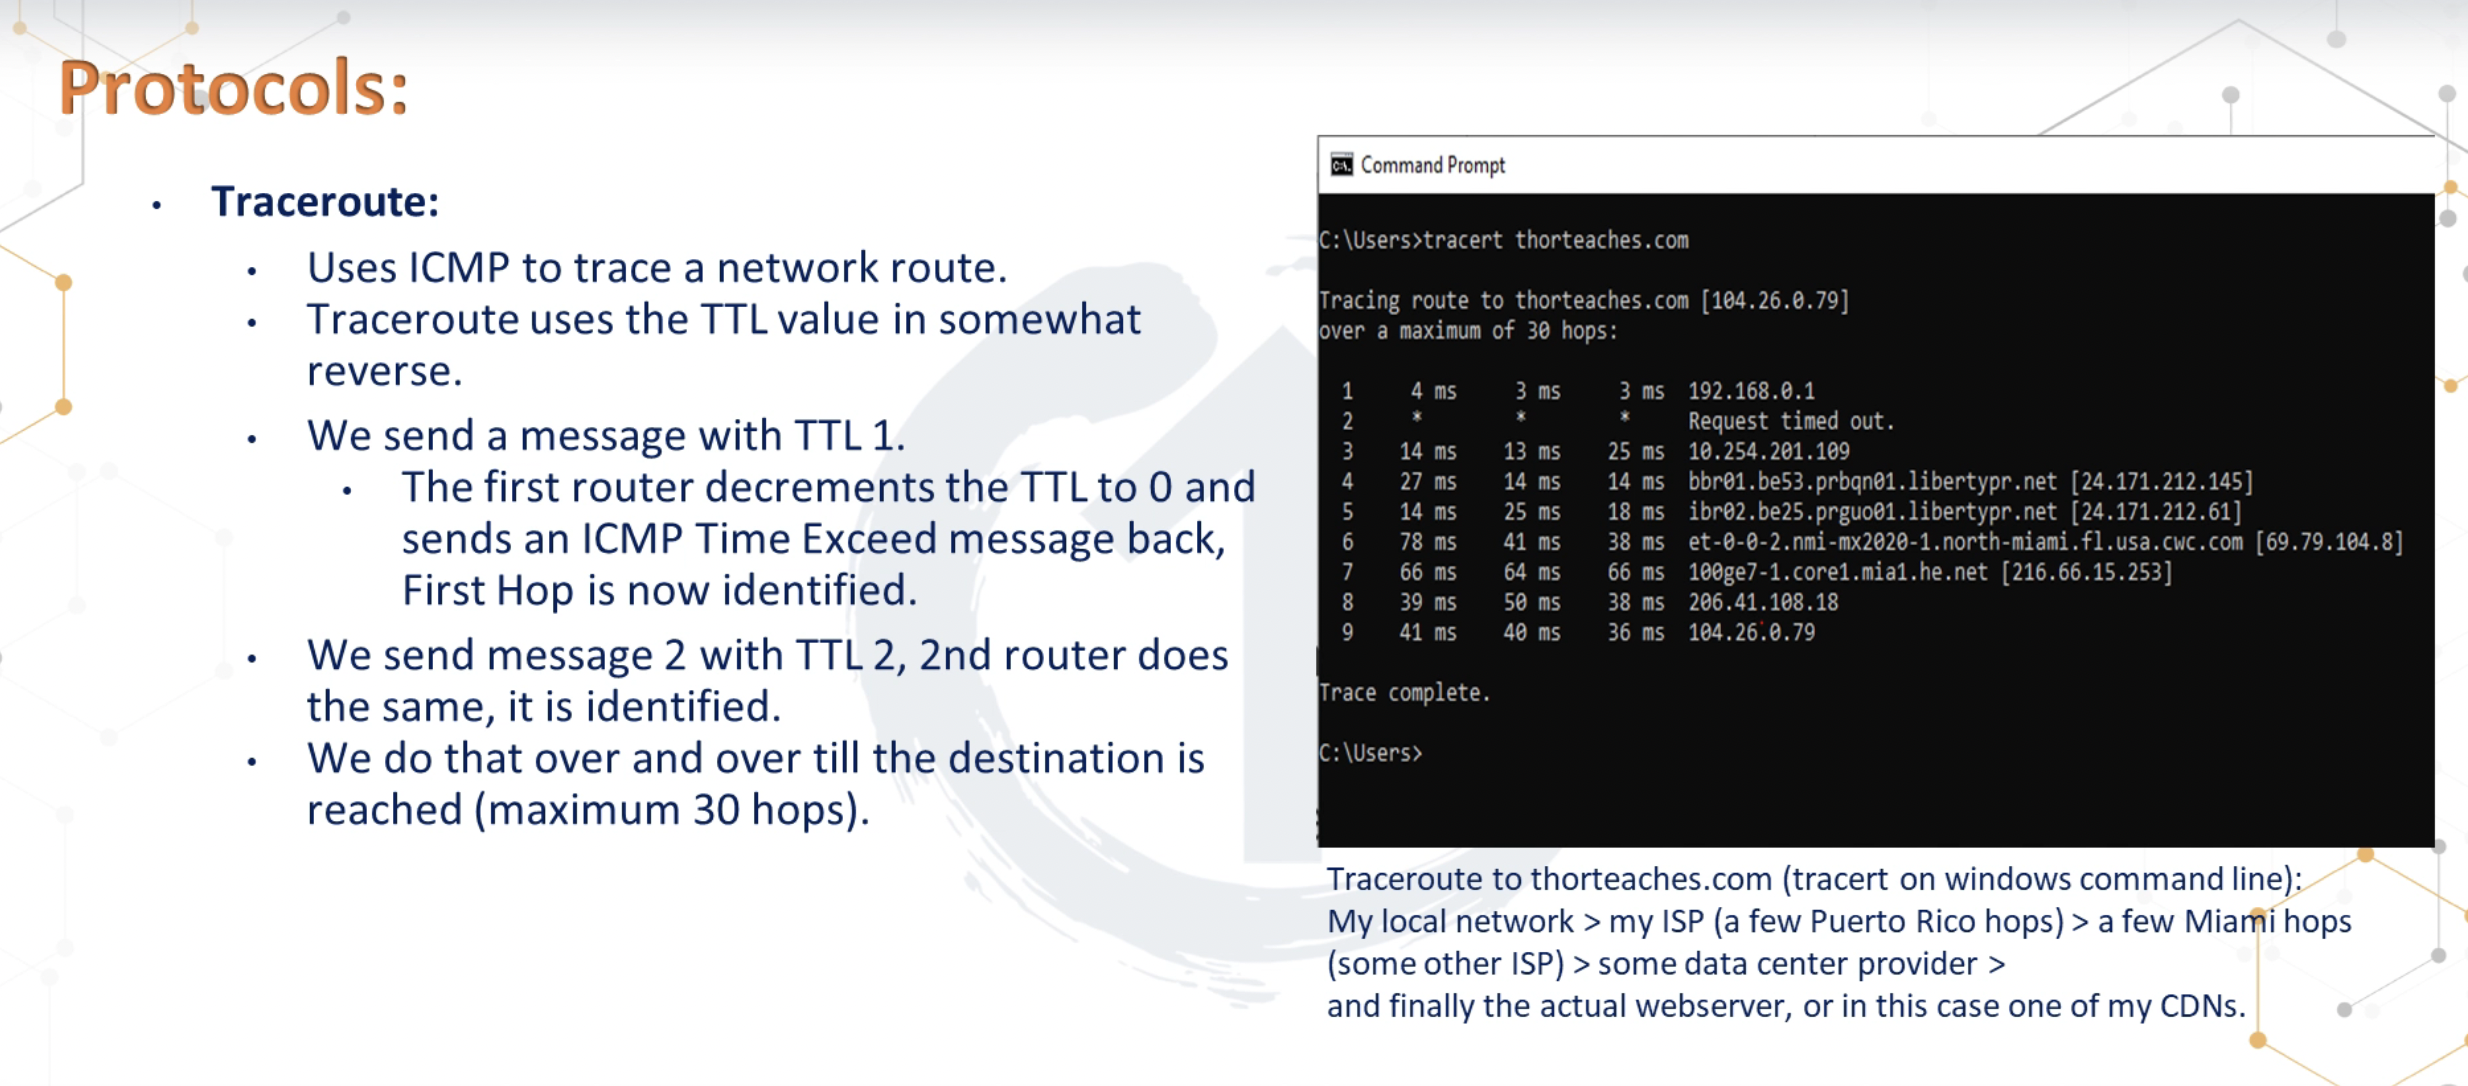 Protocols:
• Traceroute:
• Uses ICMP to trace a network route.
• Traceroute uses the TTL value in somewhat
reverse.
• We send a message with TTL 1.
• The first router decrements the TTL to 0 and
sends an ICMP Time Exceed message back,
First Hop is now identified.
• We send message 2 with TTL 2, 2nd router does
the same, it is identified.
• We do that over and over till the destination is
reached (maximum 30 hops).
Command Prompt
C:\Users>tracert thorteaches.com
Tracing route to thorteaches.com [104.26.0.79]
over a maximum of 30 hops:
1 4 ms 3 ms 3 ms 192.168.0.1
2 * * * Request timed out.
3 14 ms 13 ms 25 ms 10.254.201.109
4 27 ms 14 ms 14 ms bbr01.be53.prbqn01.libertypr.net [24.171.212.145]
5 14 ms 25 ms 18 ms ibr02.be25.prguo01.libertypr.net [24.171.212.61]
6 78 ms 41 ms 38 ms et-0-0-2.nmi-mx2020-1.north-miami.fl.usa.cwc.com [69.79.104.8]
7 66 ms 64 ms 66 ms 100ge7-1.core1.mia1.he.net [216.66.15.253]
8 39 ms 50 ms 38 ms 206.41.108.18
9 41 ms 40 ms 36 ms 104.26.0.79
Trace complete.
C:\Users>
Traceroute to thorteaches.com (tracert on windows command line):
My local network > my ISP (a few Puerto Rico hops) > a few Miami hops
(some other ISP) > some data center provider >
and finally the actual webserver, or in this case one of my CDNs.